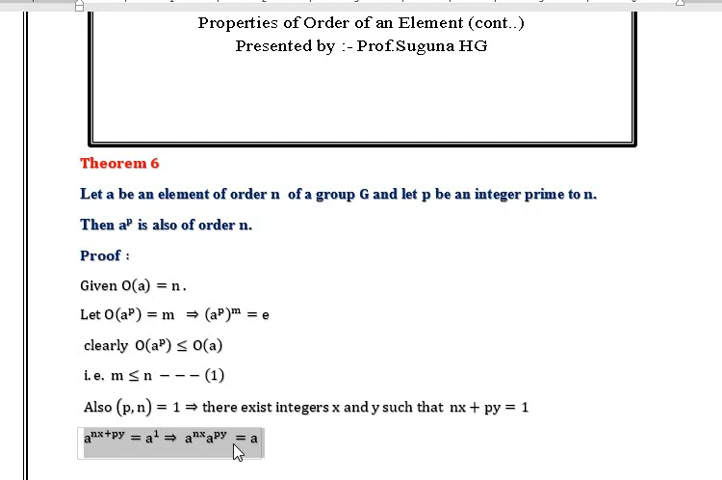 Properties of Order of an Element (cont..)
Presented by :- Prof.Suguna HG
Theorem 6
Let a be an element of order n of a group G and let p be an integer prime to n.
Then aᵖ is also of order n.
Proof :
Given O(a) = n.
Let O(aᵖ) = m ⇒ (aᵖ)ᵐ = e
clearly O(aᵖ) ≤ O(a)
i.e. m ≤ n − − − (1)
Also (p, n) = 1 ⇒ there exist integers x and y such that nx + py = 1
aⁿˣ⁺ᵖʸ = a¹ ⇒ aⁿˣaᵖʸ = a